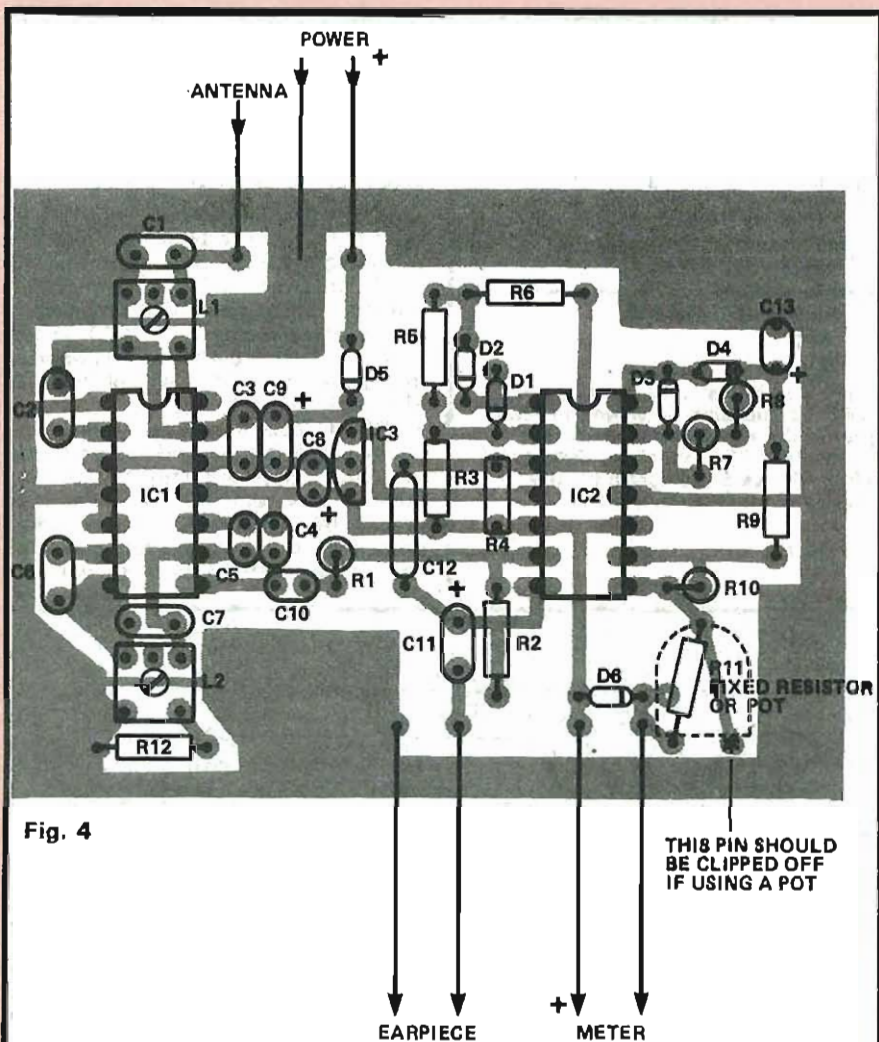 POWER
+
ANTENNA
C1
L1
R6
C13
R5
D2
D1
D5
D4
+
D3
R8
C2
C3 C9
+
C8
IC3
R7
IC1
R3
IC2
R9
+
C4
R4
C5
R1
C12
C6
C10
R10
C7
+
C11
R2
R11
L2
D6
FIXED RESISTOR
OR POT
R12
Fig. 4
THIS PIN SHOULD
BE CLIPPED OFF
IF USING A POT
+
EARPIECE
METER